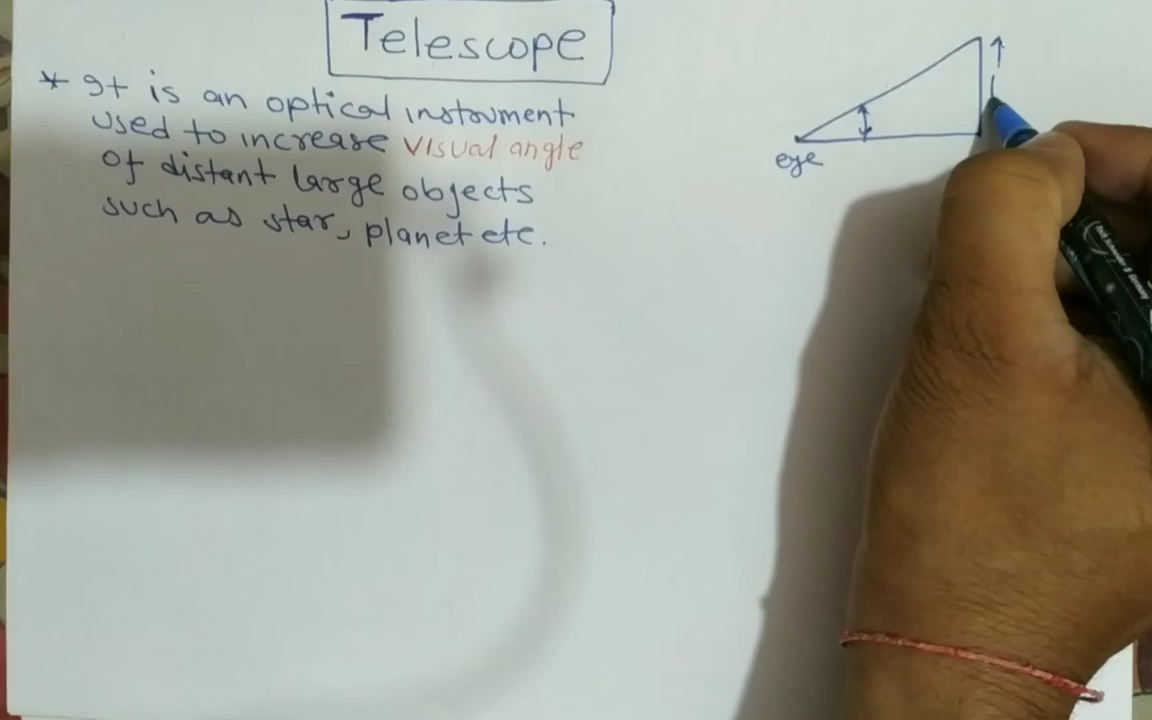 Telescope
* It is an optical instrument
used to increase visual angle
of distant large objects
such as star, planet etc.
eye